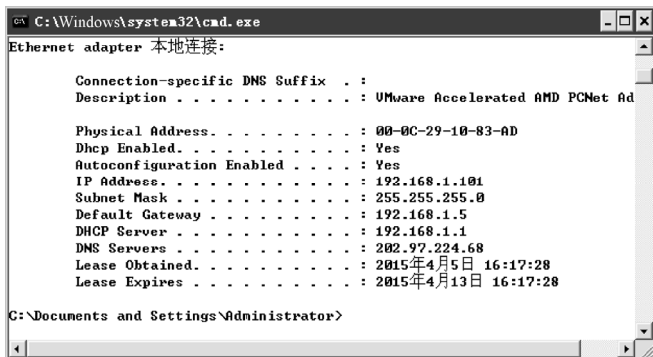 C:\Windows\system32\cmd.exe
Ethernet adapter 本地连接:
Connection-specific DNS Suffix . :
Description . . . . . . . . . . . : VMware Accelerated AMD PCNet Ad
Physical Address. . . . . . . . . : 00-0C-29-10-83-AD
Dhcp Enabled. . . . . . . . . . . : Yes
Autoconfiguration Enabled . . . . : Yes
IP Address. . . . . . . . . . . . : 192.168.1.101
Subnet Mask . . . . . . . . . . . : 255.255.255.0
Default Gateway . . . . . . . . . : 192.168.1.5
DHCP Server . . . . . . . . . . . : 192.168.1.1
DNS Servers . . . . . . . . . . . : 202.97.224.68
Lease Obtained. . . . . . . . . . : 2015年4月5日 16:17:28
Lease Expires . . . . . . . . . . : 2015年4月13日 16:17:28
C:\Documents and Settings\Administrator>